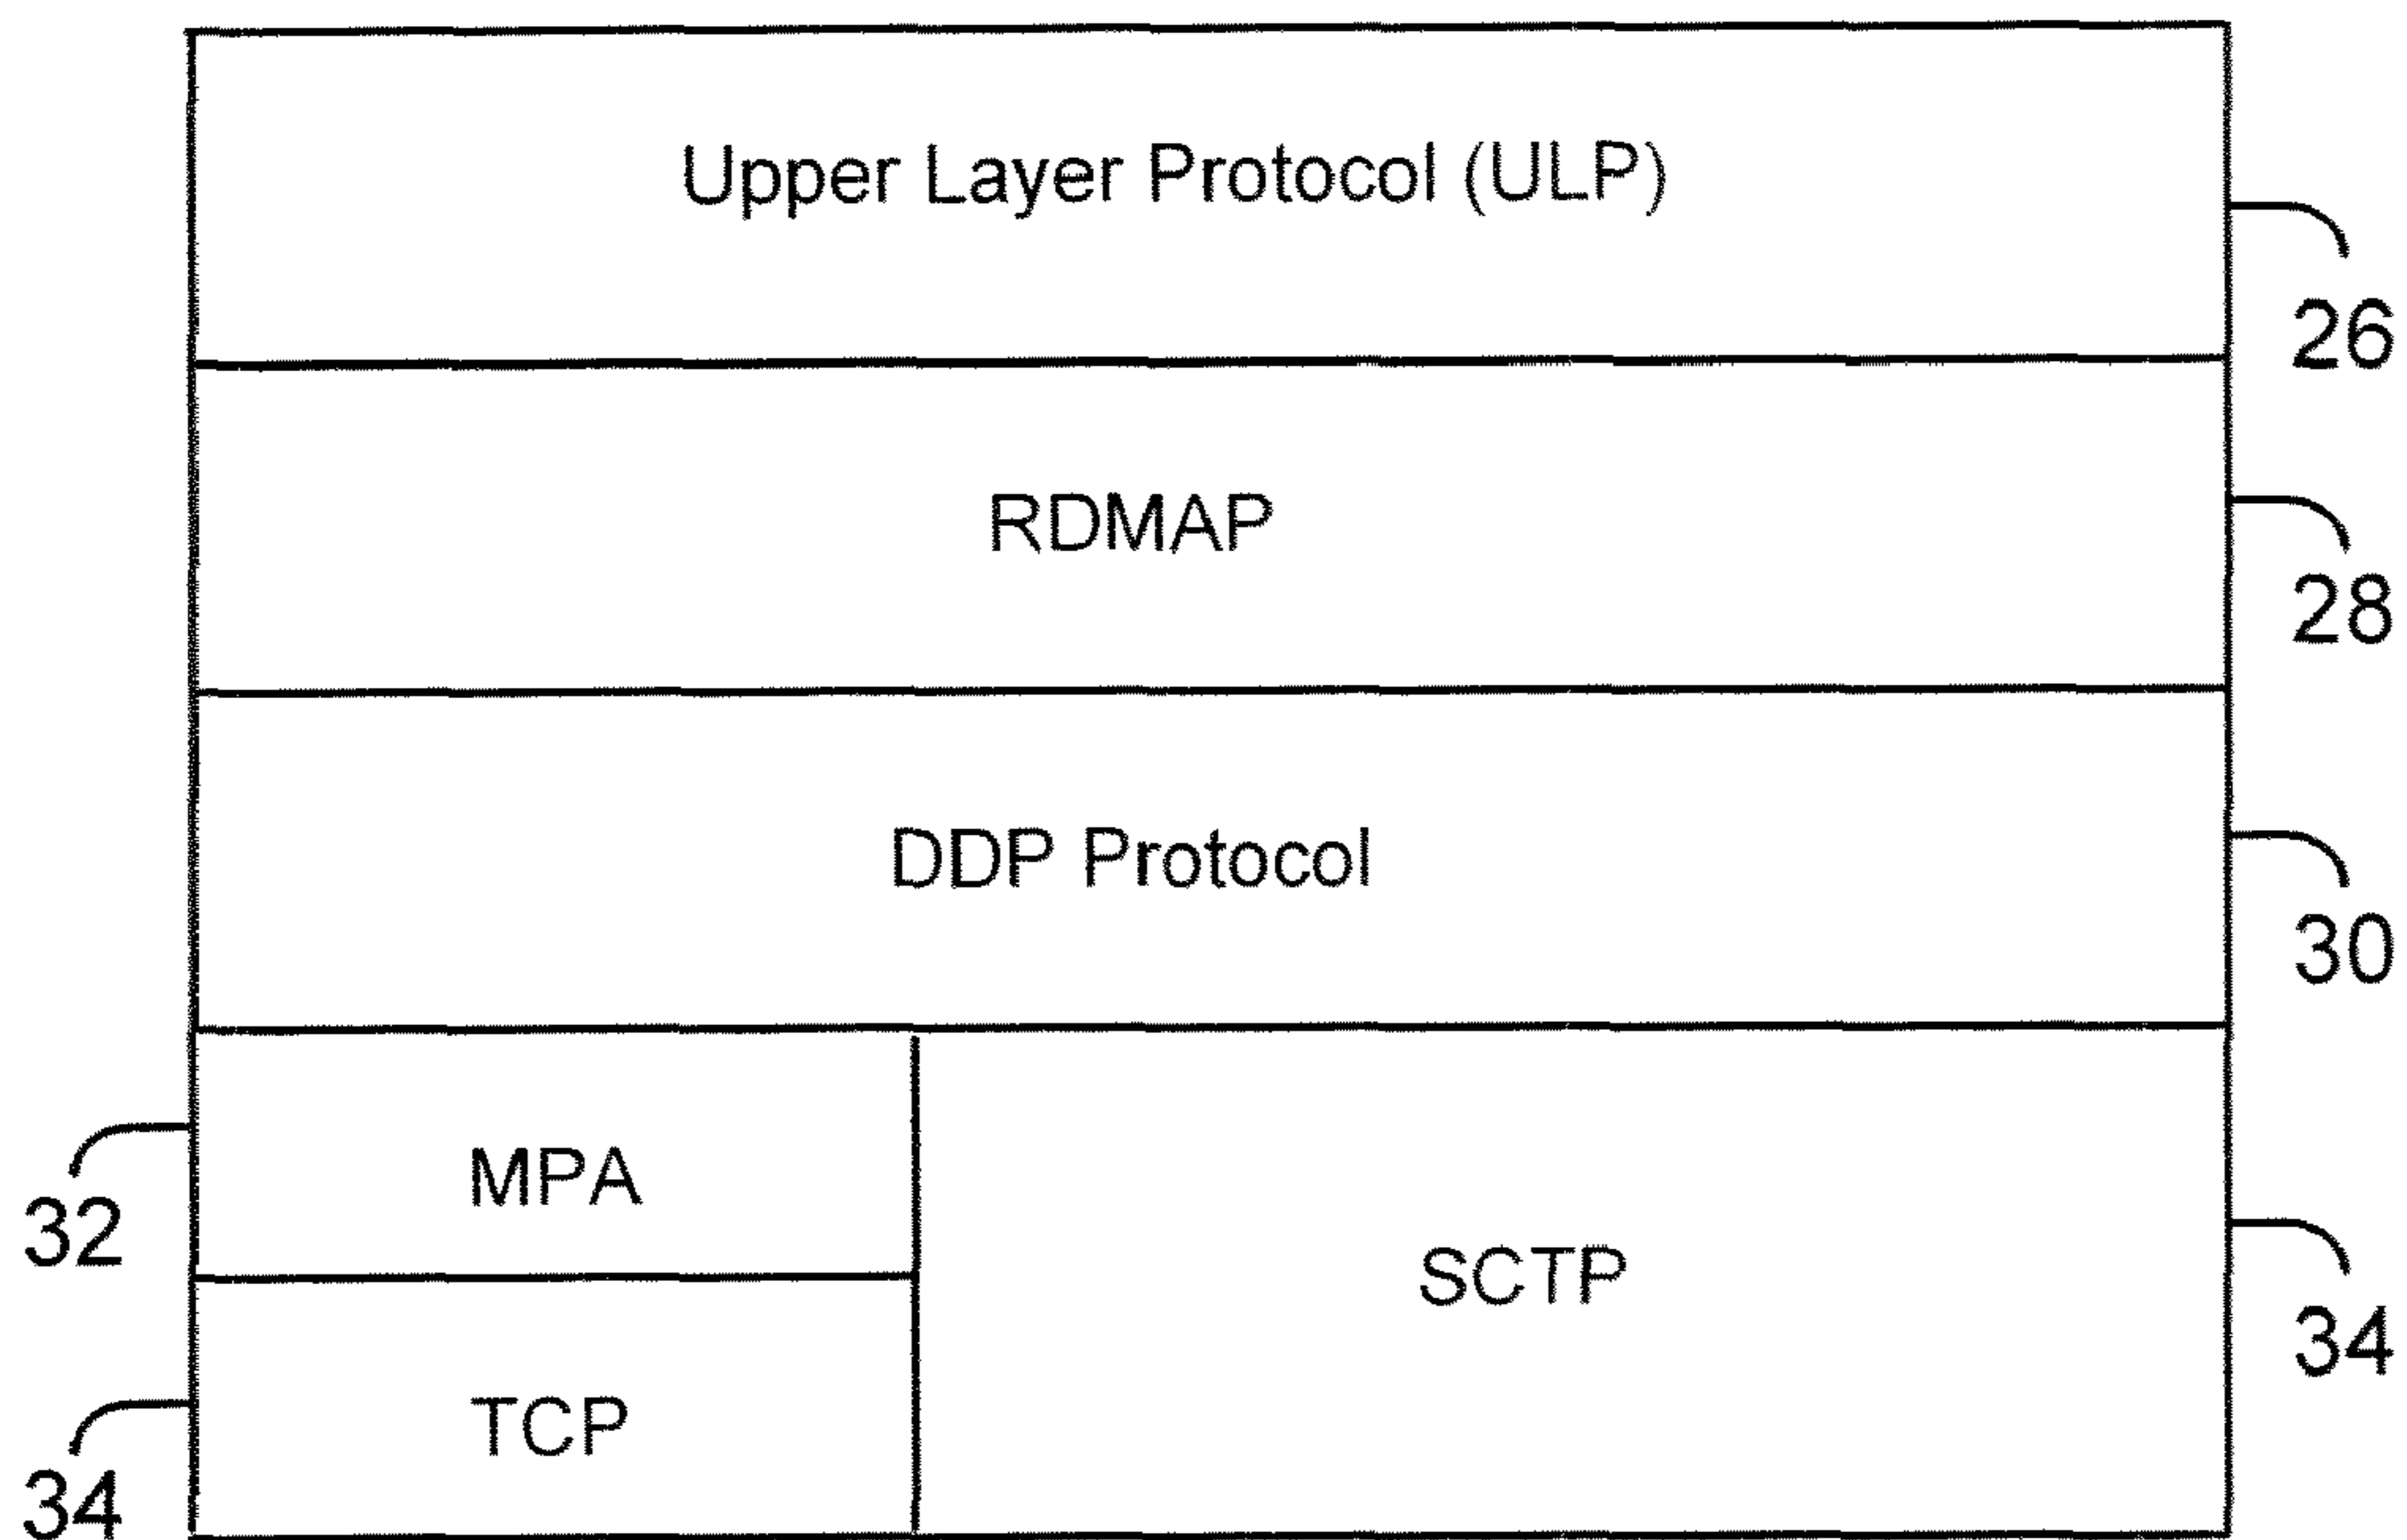 Upper Layer Protocol (ULP)
26
RDMAP
28
DDP Protocol
30
MPA
32
SCTP
34
TCP
34